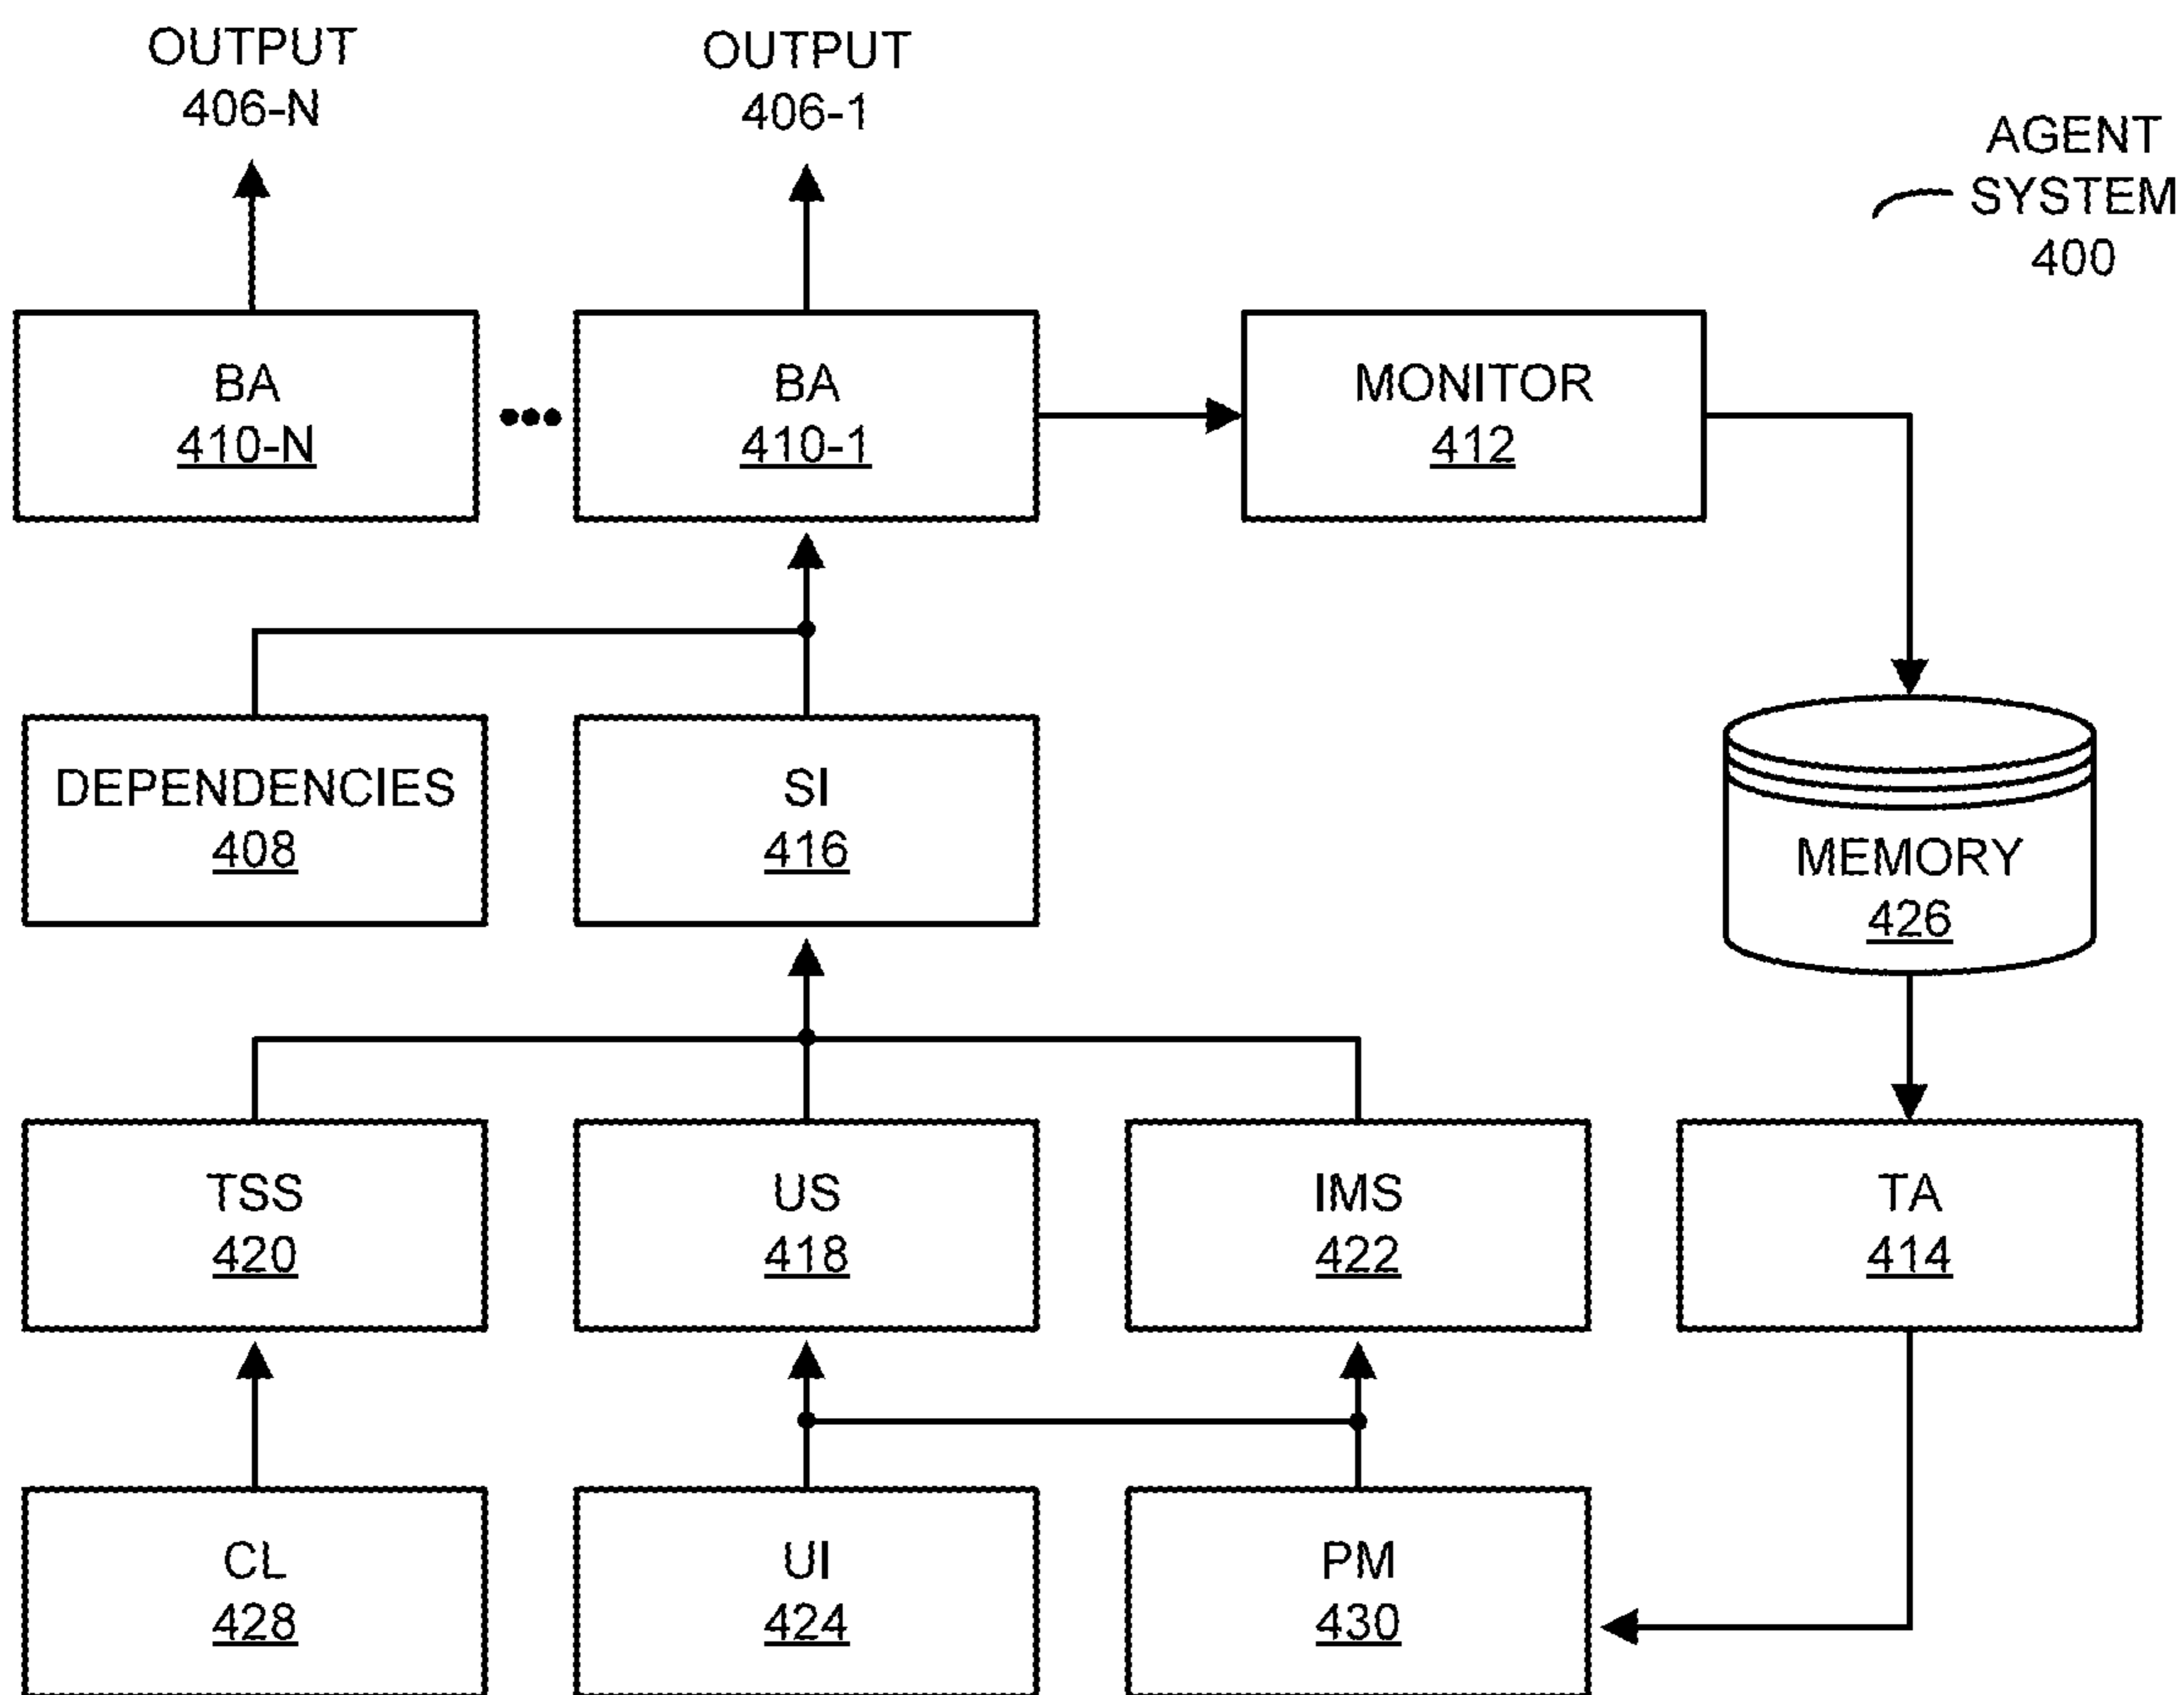 OUTPUT
406-N
OUTPUT
406-1
AGENT
SYSTEM
400
BA
410-N
BA
410-1
MONITOR
412
DEPENDENCIES
408
SI
416
MEMORY
426
TSS
420
US
418
IMS
422
TA
414
CL
428
UI
424
PM
430